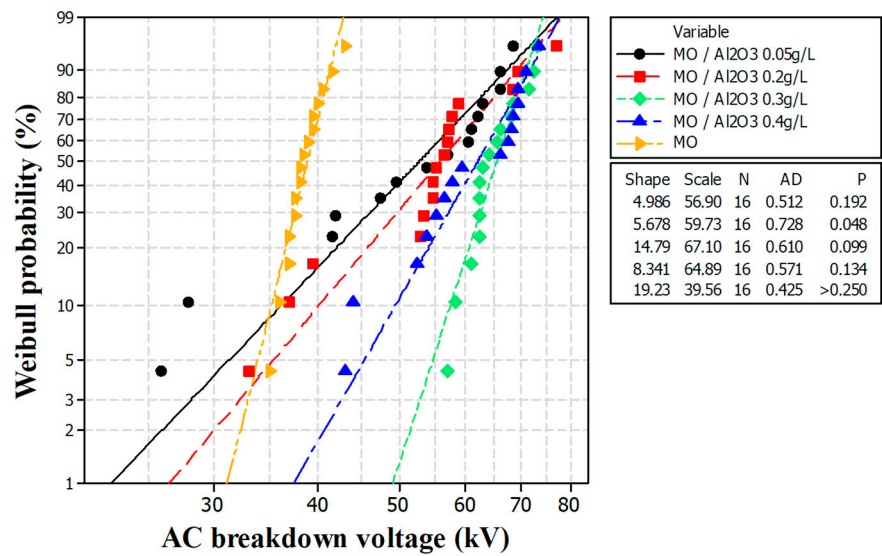 Weibull probability (%)
99
90
80
70
60
50
40
30
20
10
5
3
2
1
30 40 50 60 70 80
AC breakdown voltage (kV)
Variable
MO / Al2O3 0.05g/L
MO / Al2O3 0.2g/L
MO / Al2O3 0.3g/L
MO / Al2O3 0.4g/L
MO
Shape Scale N AD P
4.986 56.90 16 0.512 0.192
5.678 59.73 16 0.728 0.048
14.79 67.10 16 0.610 0.099
8.341 64.89 16 0.571 0.134
19.23 39.56 16 0.425 >0.250